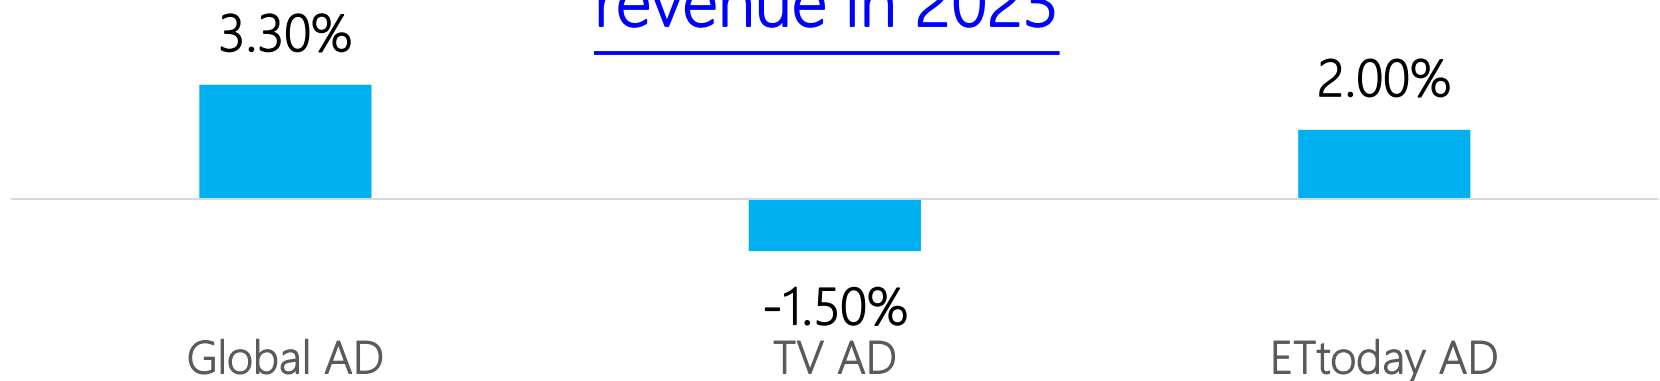 revenue in 2023
3.30%
2.00%
-1.50%
Global AD
TV AD
ETtoday AD